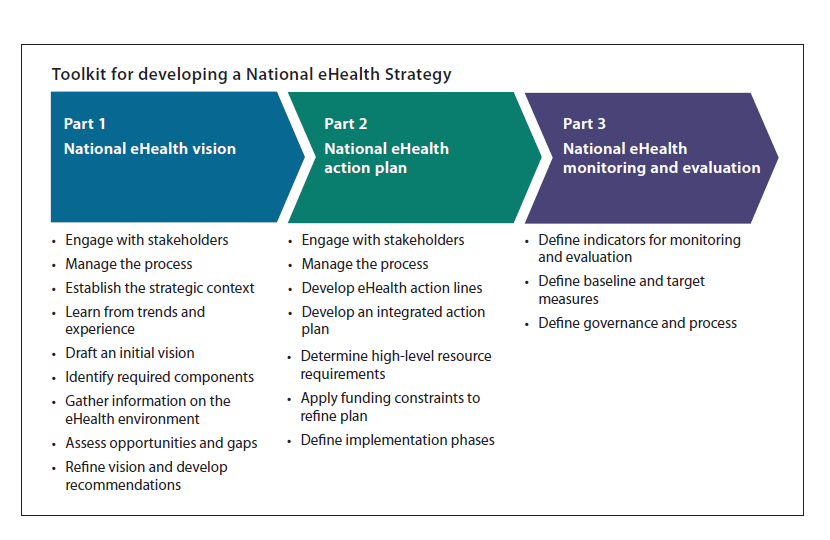 Toolkit for developing a National eHealth Strategy
Part 1
National eHealth vision
• Engage with stakeholders
• Manage the process
• Establish the strategic context
• Learn from trends and
experience
• Draft an initial vision
• Identify required components
• Gather information on the
eHealth environment
• Assess opportunities and gaps
• Refine vision and develop
recommendations
Part 2
National eHealth
action plan
• Engage with stakeholders
• Manage the process
• Develop eHealth action lines
• Develop an integrated action
plan
• Determine high-level resource
requirements
• Apply funding constraints to
refine plan
• Define implementation phases
Part 3
National eHealth
monitoring and evaluation
• Define indicators for monitoring
and evaluation
• Define baseline and target
measures
• Define governance and process